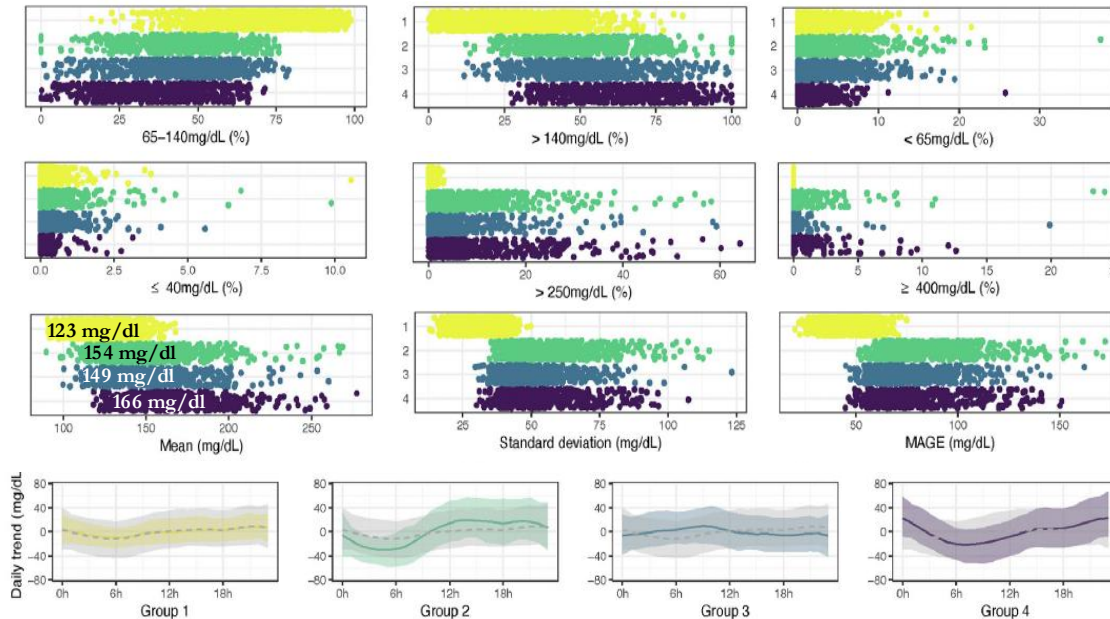 1
2
3
4
0 25 50 75 100
65–140mg/dL (%)
1
2
3
4
0 25 50 75 100
> 140mg/dL (%)
1
2
3
4
0 10 20 30
< 65mg/dL (%)
0.0 2.5 5.0 7.5 10.0
≤ 40mg/dL (%)
0 20 40 60
> 250mg/dL (%)
0 5 10 15 20 25
≥ 400mg/dL (%)
123 mg/dl
154 mg/dl
149 mg/dl
166 mg/dl
100 150 200 250
Mean (mg/dL)
1
2
3
4
25 50 75 100 125
Standard deviation (mg/dL)
1
2
3
4
50 100 150
MAGE (mg/dL)
Daily trend (mg/dL
80
40
0
−40
−80
0h 6h 12h 18h
Group 1
80
40
0
−40
−80
0h 6h 12h 18h
Group 2
80
40
0
−40
−80
0h 6h 12h 18h
Group 3
80
40
0
−40
−80
0h 6h 12h 18h
Group 4